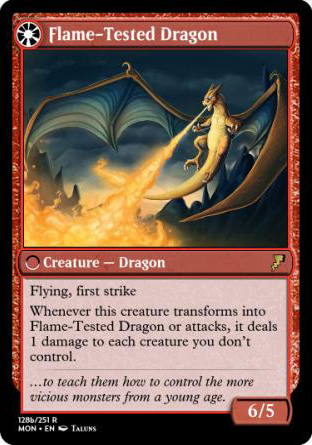 Flame-Tested Dragon
Creature — Dragon
Flying, first strike
Whenever this creature transforms into
Flame-Tested Dragon or attacks, it deals
1 damage to each creature you don't
control.
…to teach them how to control the more
vicious monsters from a young age.
6/5
128b/251 R
MON • EN Taluns